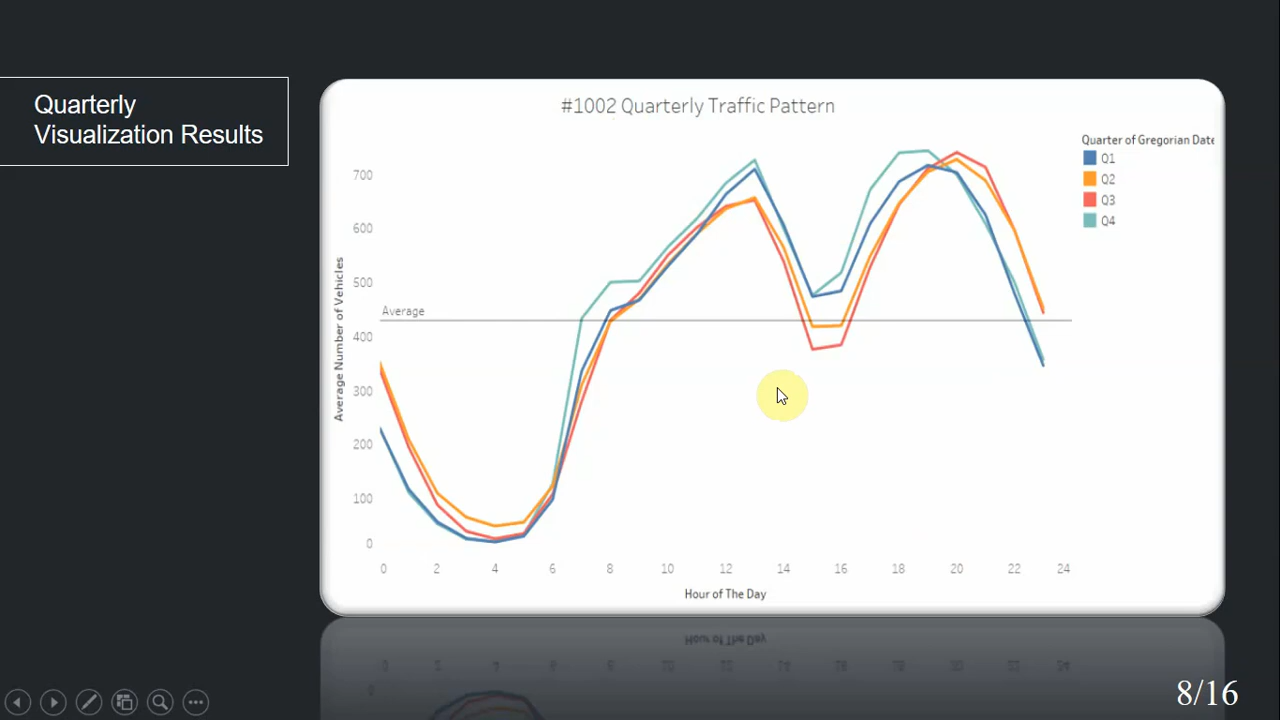 Quarterly
Visualization Results
#1002 Quarterly Traffic Pattern
Quarter of Gregorian Date
Q1
Q2
Q3
Q4
Average Number of Vehicles
700
600
500
400
300
200
100
0
Average
0 2 4 6 8 10 12 14 16 18 20 22 24
Hour of The Day
8/16